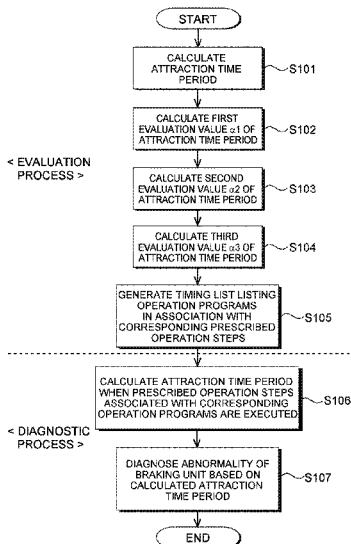 START
CALCULATE
ATTRACTION TIME
PERIOD
S101
CALCULATE FIRST
EVALUATION VALUE α1 OF
ATTRACTION TIME PERIOD
S102
< EVALUATION
PROCESS >
CALCULATE SECOND
EVALUATION VALUE α2 OF
ATTRACTION TIME PERIOD
S103
CALCULATE THIRD
EVALUATION VALUE α3 OF
ATTRACTION TIME PERIOD
S104
GENERATE TIMING LIST LISTING
OPERATION PROGRAMS
IN ASSOCIATION WITH
CORRESPONDING PRESCRIBED
OPERATION STEPS
S105
CALCULATE ATTRACTION TIME PERIOD
WHEN PRESCRIBED OPERATION STEPS
ASSOCIATED WITH CORRESPONDING
OPERATION PROGRAMS ARE EXECUTED
S106
< DIAGNOSTIC
PROCESS >
DIAGNOSE ABNORMALITY OF
BRAKING UNIT BASED ON
CALCULATED ATTRACTION
TIME PERIOD
S107
END